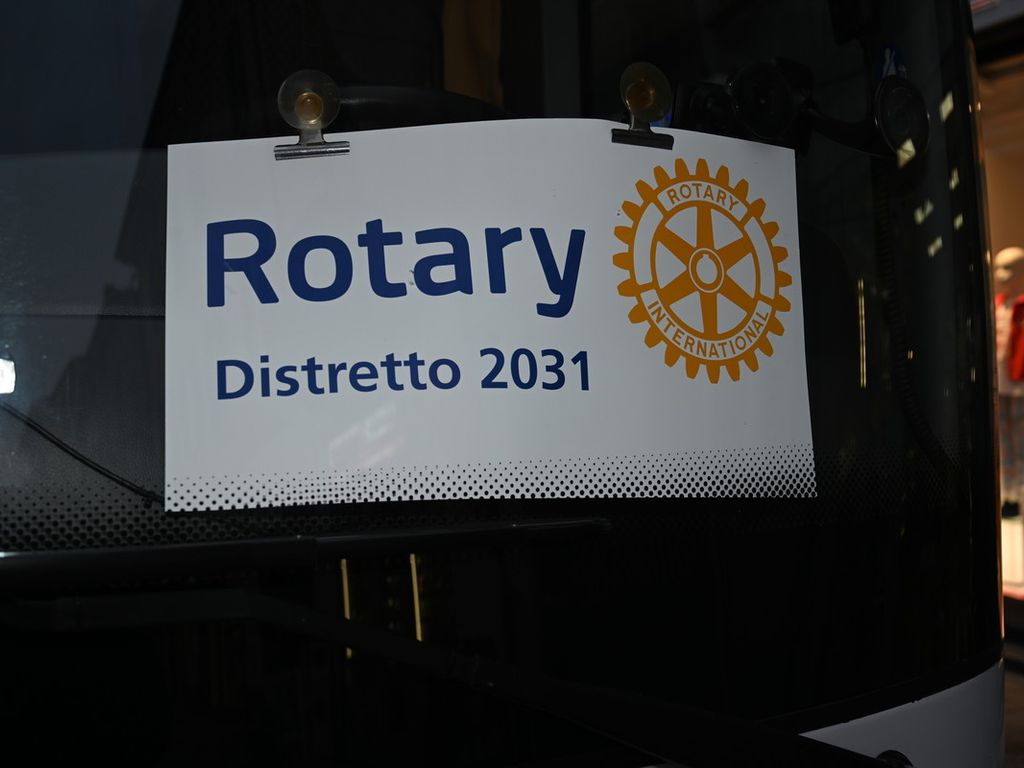 Rotary
Distretto 2031
ROTARY
INTERNATIONAL